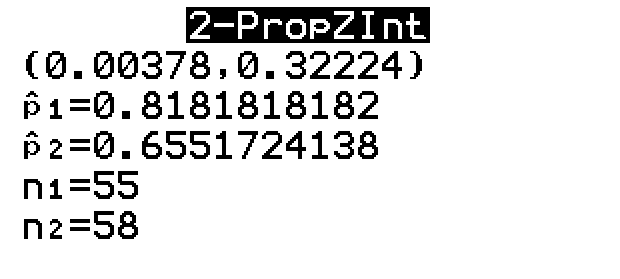 2-PropZInt
(0.00378,0.32224)
p̂1=0.8181818182
p̂2=0.6551724138
n1=55
n2=58